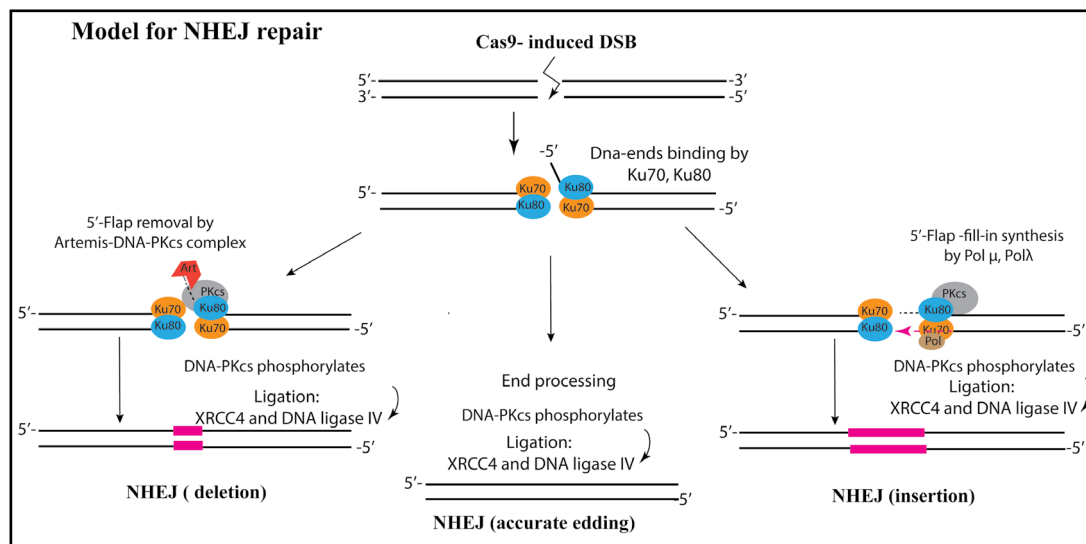 Model for NHEJ repair
Cas9- induced DSB
5′-
-3′
3′-
-5′
-5′
Dna-ends binding by
Ku70, Ku80
5′-
Ku70
Ku80
Ku80
Ku70
-5′
5′-Flap removal by
Artemis-DNA-PKcs complex
Art
PKcs
Ku70
Ku80
5′-
Ku80
Ku70
-5′
DNA-PKcs phosphorylates
Ligation:
XRCC4 and DNA ligase IV
5′-
-5′
NHEJ ( deletion)
End processing
DNA-PKcs phosphorylates
Ligation:
XRCC4 and DNA ligase IV
5′-
-5′
NHEJ (accurate edding)
5′-Flap -fill-in synthesis
by Pol μ, Polλ
PKcs
Ku70
Ku80
5′-
Ku80
Ku70
-5′
Pol
DNA-PKcs phosphorylates
Ligation:
XRCC4 and DNA ligase IV
5′-
-5′
NHEJ (insertion)